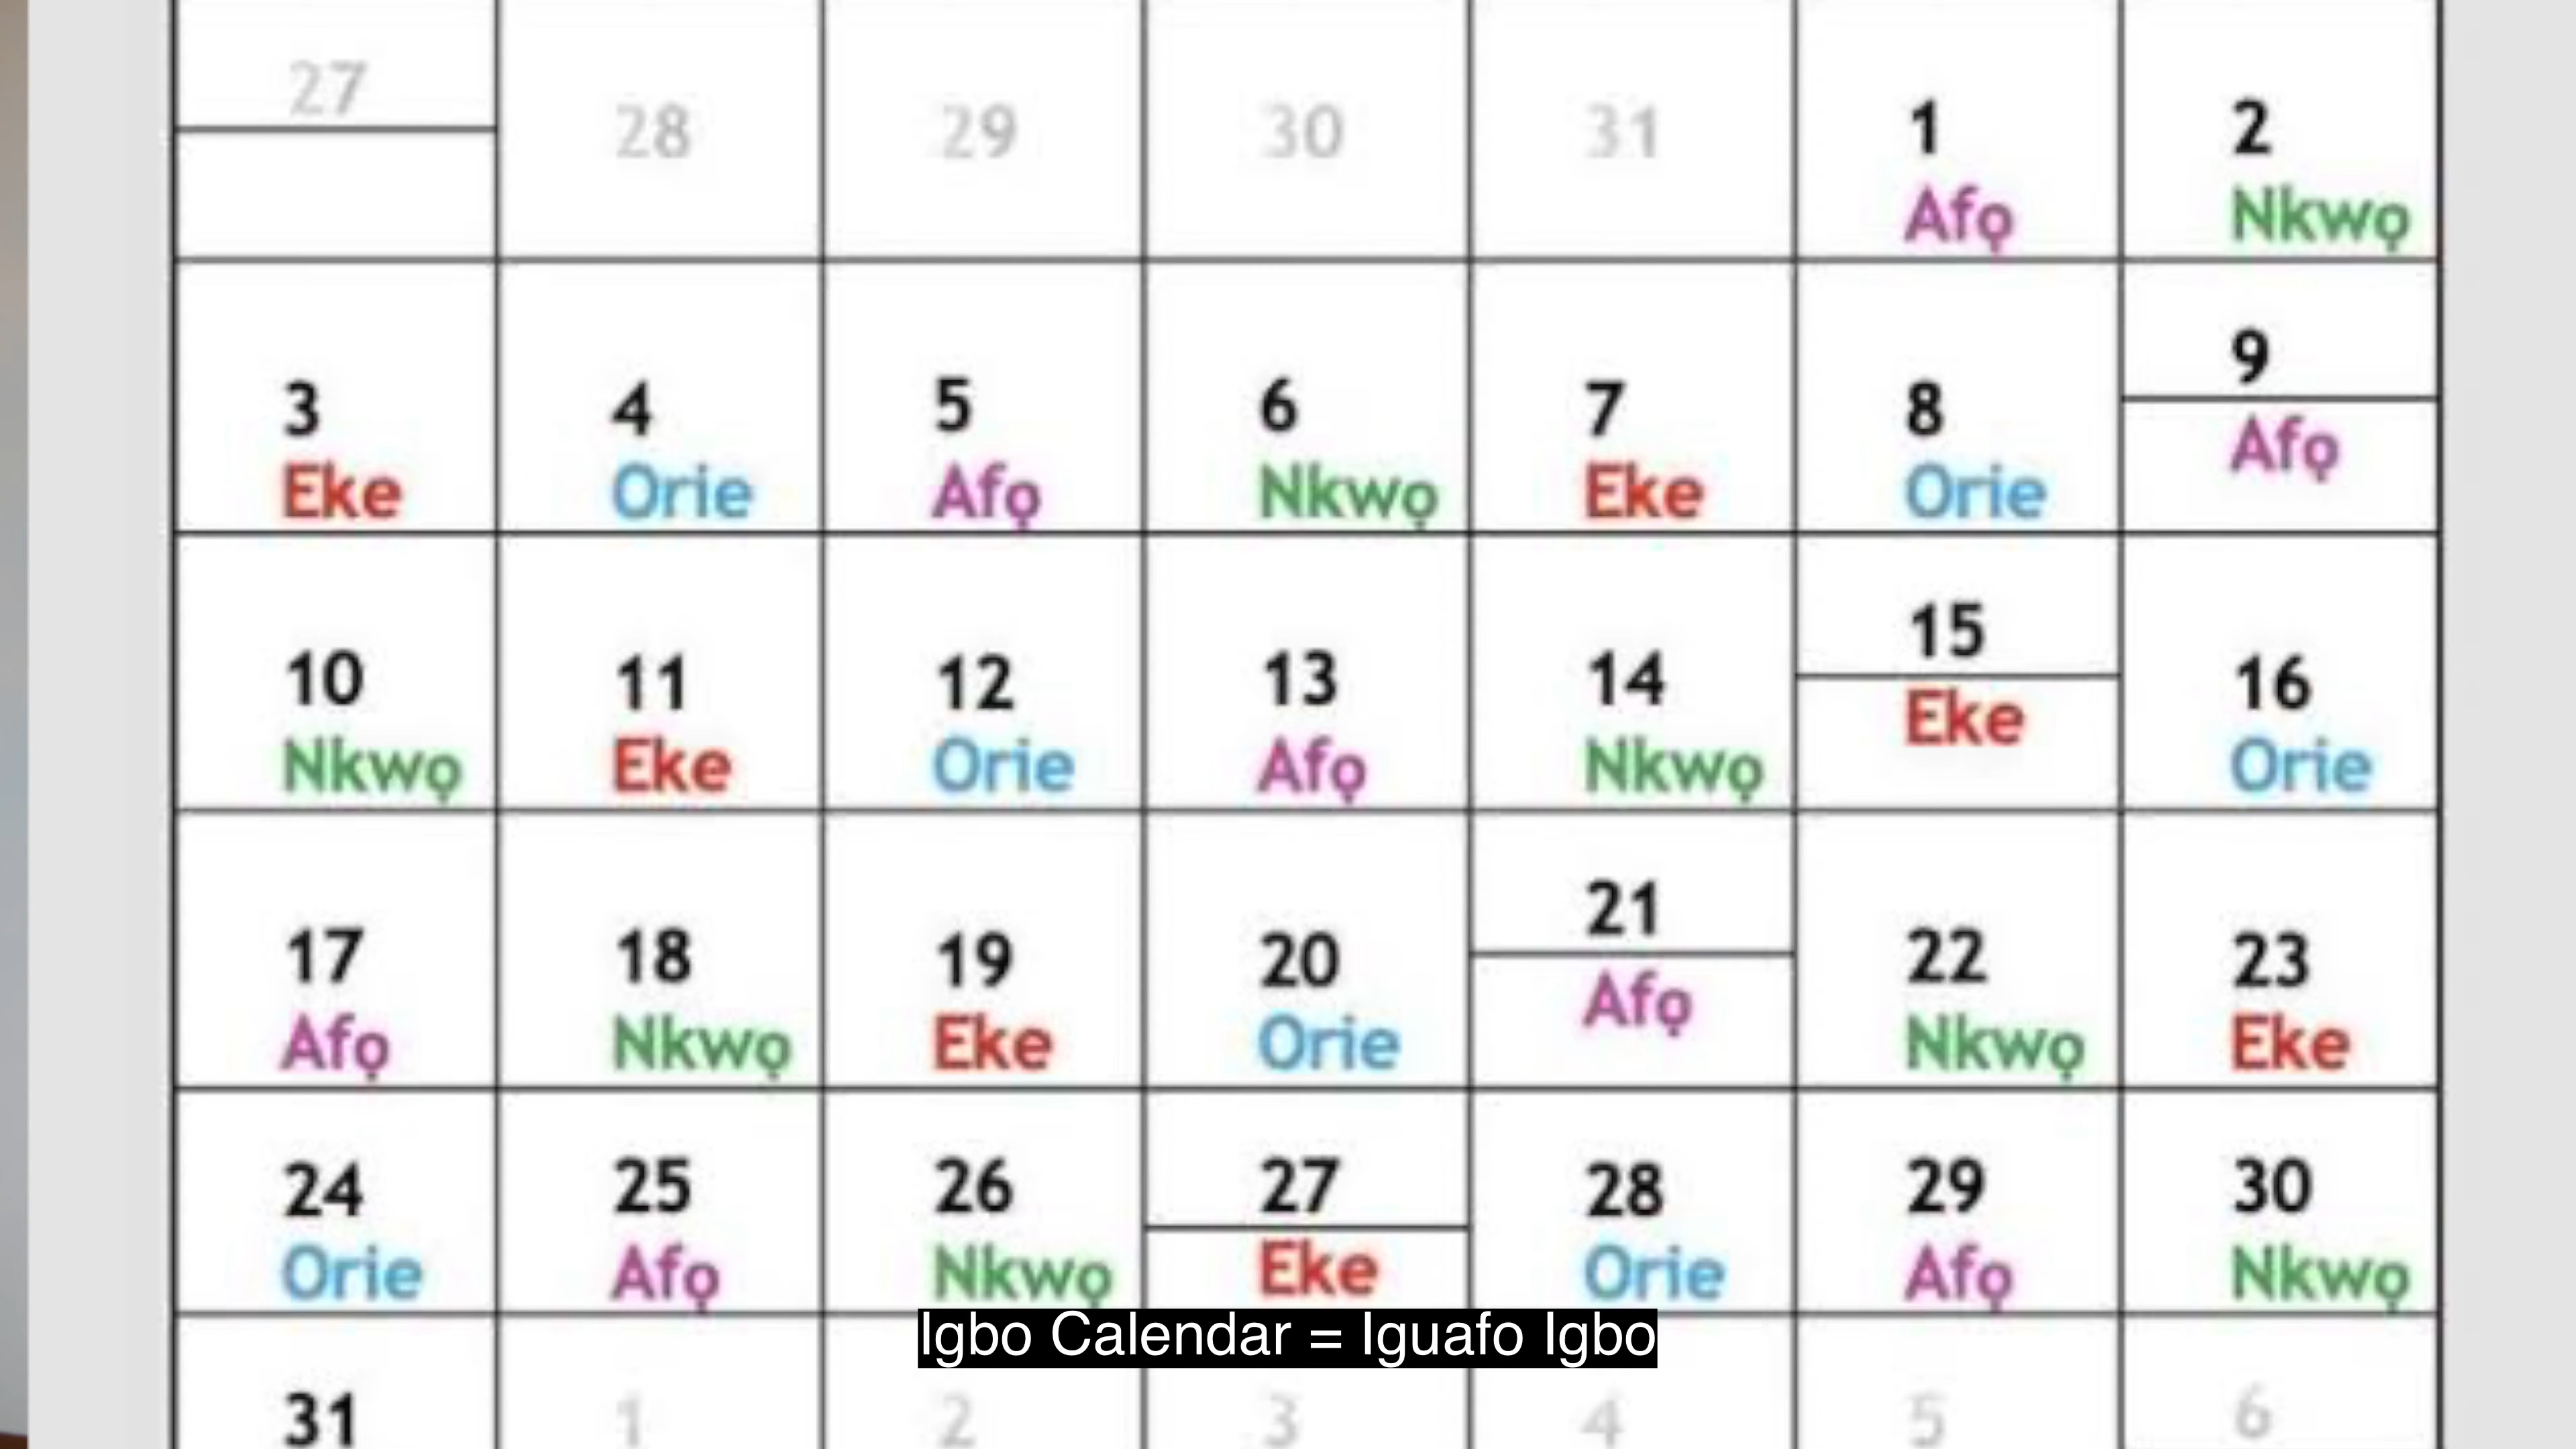 27 28 29 30 31 1 2
Afọ Nkwọ
3 4 5 6 7 8 9
Eke Orie Afọ Nkwọ Eke Orie Afọ
10 11 12 13 14 15 16
Nkwọ Eke Orie Afọ Nkwọ Eke Orie
17 18 19 20 21 22 23
Afọ Nkwọ Eke Orie Afọ Nkwọ Eke
24 25 26 27 28 29 30
Orie Afọ Nkwọ Eke Orie Afọ Nkwọ
Igbo Calendar = Iguafo Igbo
31 1 2 3 4 5 6